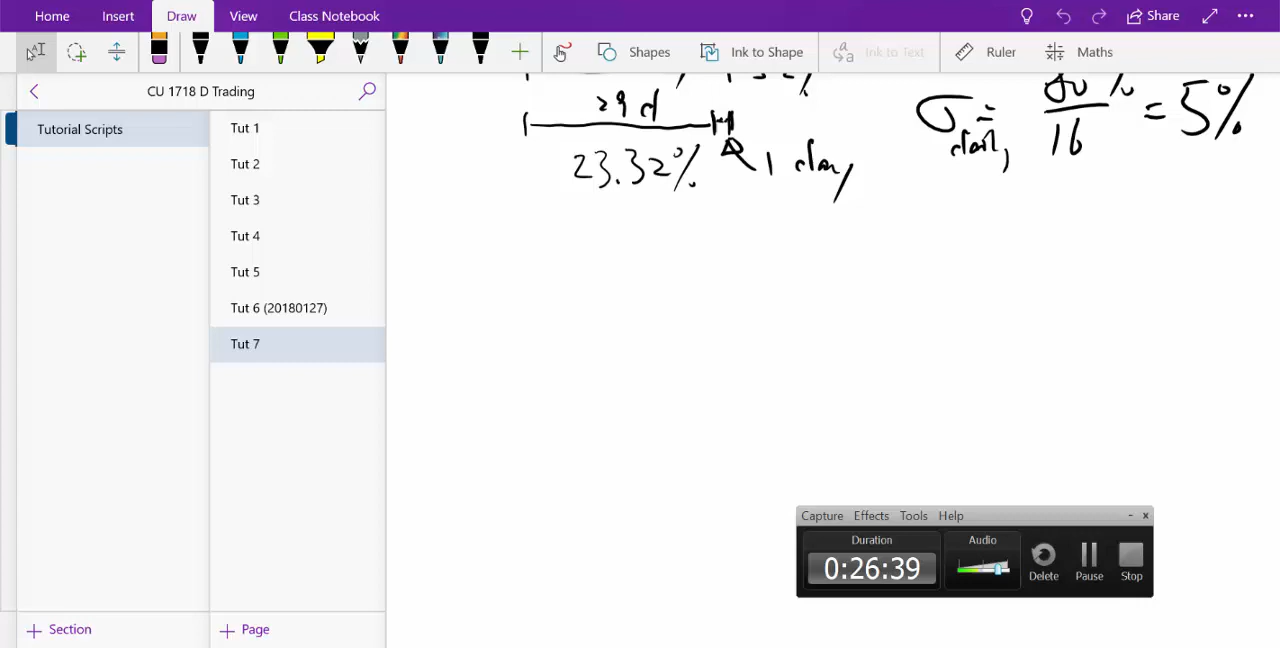 Home Insert Draw View Class Notebook Share
Shapes Ink to Shape Ink to Text Ruler Maths
CU 1718 D Trading
Tutorial Scripts
Tut 1
Tut 2
Tut 3
Tut 4
Tut 5
Tut 6 (20180127)
Tut 7
29 d
23.32% 1 day
σ daily = 80% / 16 = 5%
Capture Effects Tools Help
Duration Audio
0:26:39
Delete Pause Stop
+ Section + Page